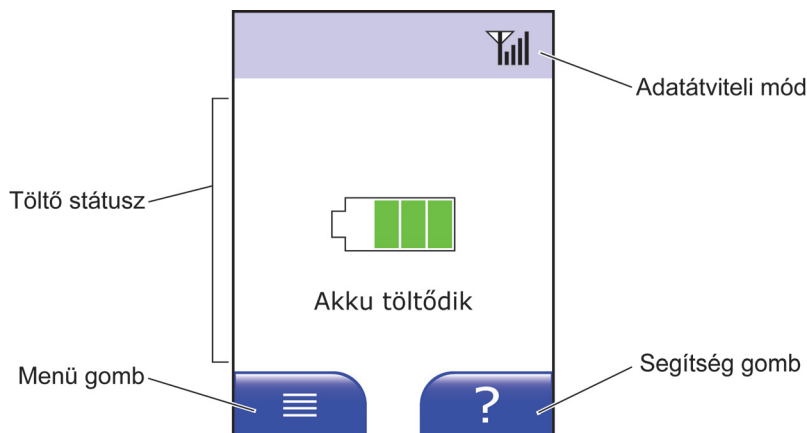 Adatátviteli mód
Töltő státusz
Akku töltődik
Menü gomb
Segítség gomb
?